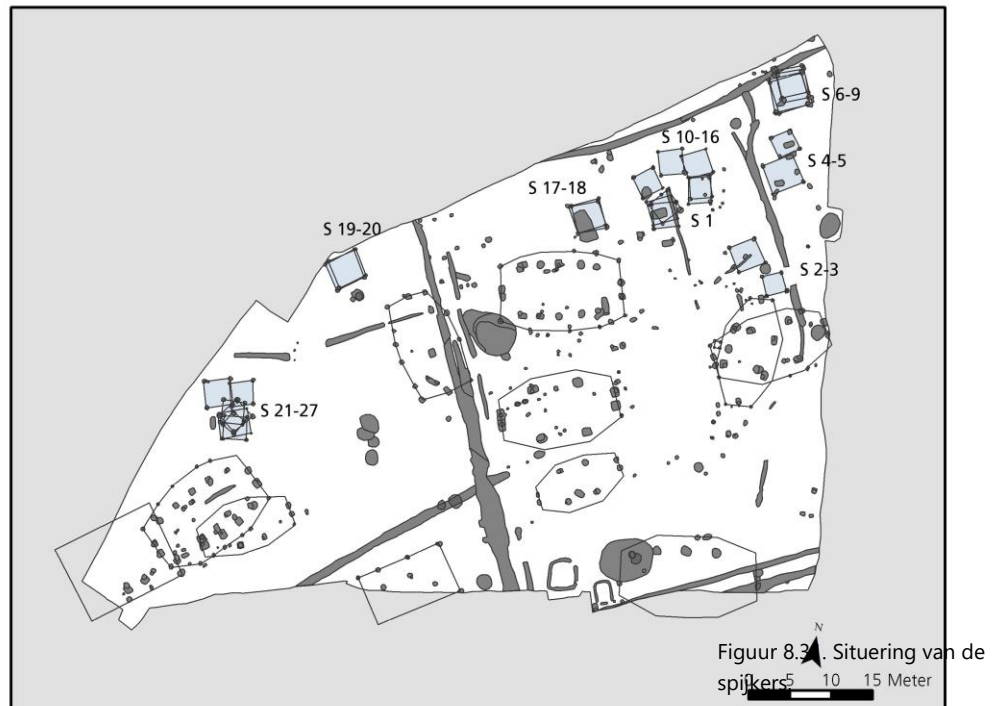 S 6-9
S 10-16
S 4-5
S 17-18
S 1
S 19-20
S 2-3
S 21-27
N
Figuur 8.3 . Situering van de
spijkers.
5 10 15 Meter